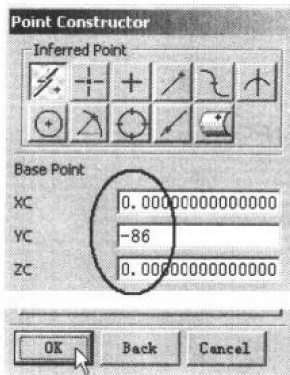 Point Constructor
Inferred Point
Base Point
XC 0.00000000000000
YC -86
ZC 0.00000000000000
OK Back Cancel